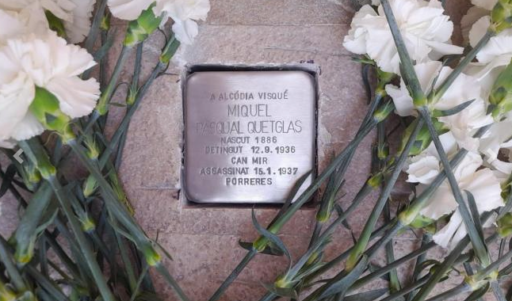 A ALCÚDIA VISQUÉ
MIQUEL
PASQUAL QUETGLAS
NASCUT 1886
DETINGUT 12.9.1936
CAN MIR
ASSASSINAT 15.1.1937
PORRERES